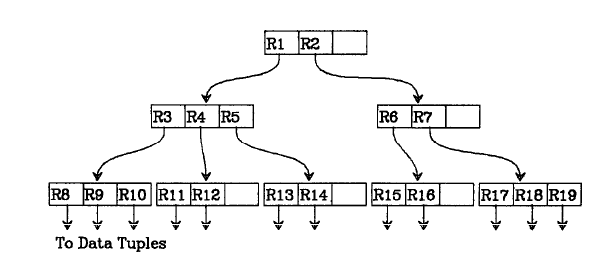 R1 R2
R3 R4 R5 R6 R7
R8 R9 R10 R11 R12 R13 R14 R15 R16 R17 R18 R19
To Data Tuples